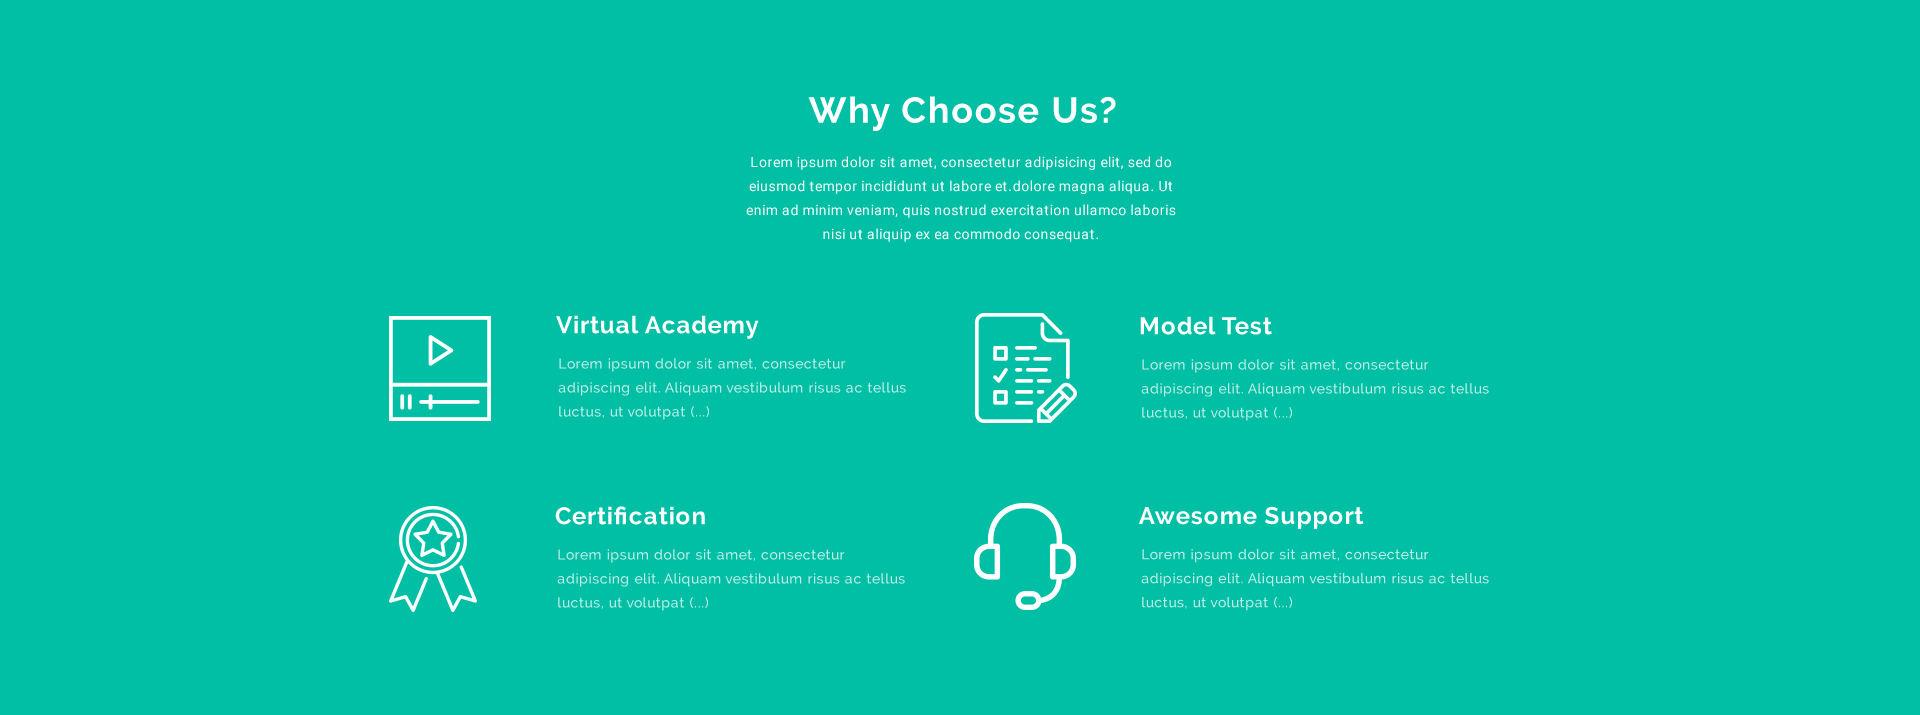 Why Choose Us?
Lorem ipsum dolor sit amet, consectetur adipisicing elit, sed do
eiusmod tempor incididunt ut labore et.dolore magna aliqua. Ut
enim ad minim veniam, quis nostrud exercitation ullamco laboris
nisi ut aliquip ex ea commodo consequat.
Virtual Academy
Lorem ipsum dolor sit amet, consectetur
adipiscing elit. Aliquam vestibulum risus ac tellus
luctus, ut volutpat (...)
Model Test
Lorem ipsum dolor sit amet, consectetur
adipiscing elit. Aliquam vestibulum risus ac tellus
luctus, ut volutpat (...)
Certification
Lorem ipsum dolor sit amet, consectetur
adipiscing elit. Aliquam vestibulum risus ac tellus
luctus, ut volutpat (...)
Awesome Support
Lorem ipsum dolor sit amet, consectetur
adipiscing elit. Aliquam vestibulum risus ac tellus
luctus, ut volutpat (...)